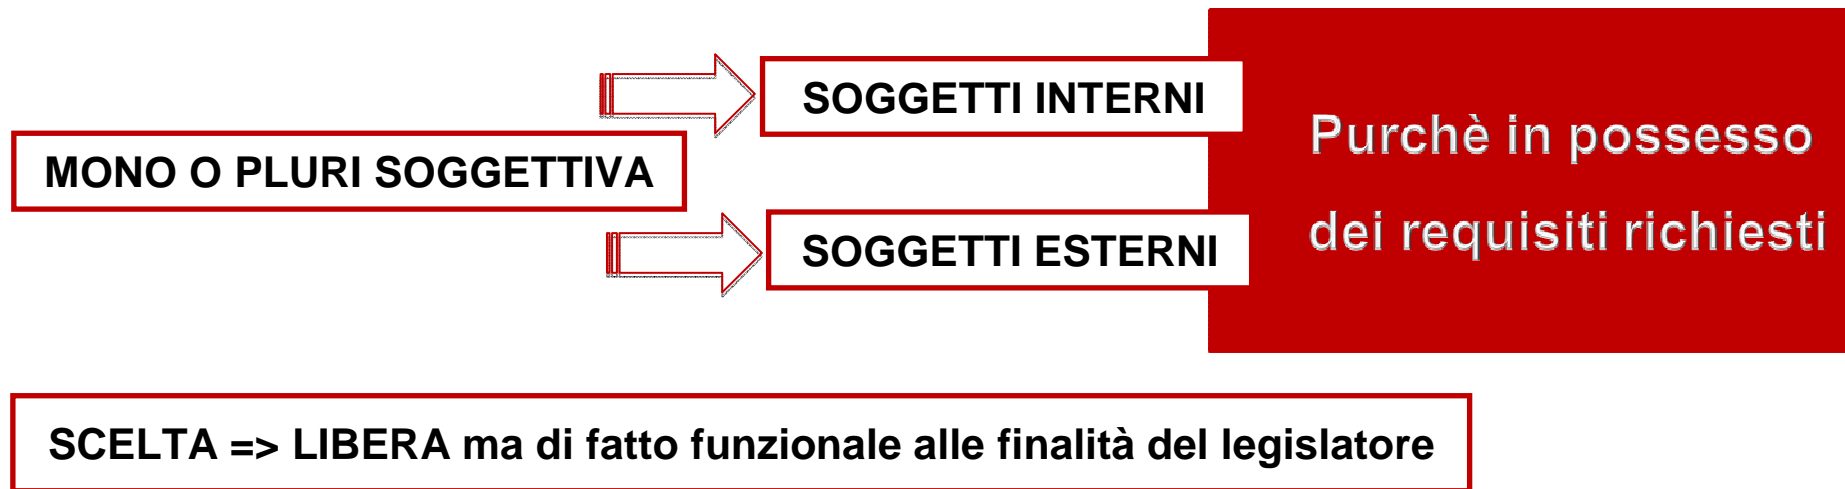 MONO O PLURI SOGGETTIVA
SOGGETTI INTERNI
SOGGETTI ESTERNI
Purchè in possesso
dei requisiti richiesti
SCELTA => LIBERA ma di fatto funzionale alle finalità del legislatore